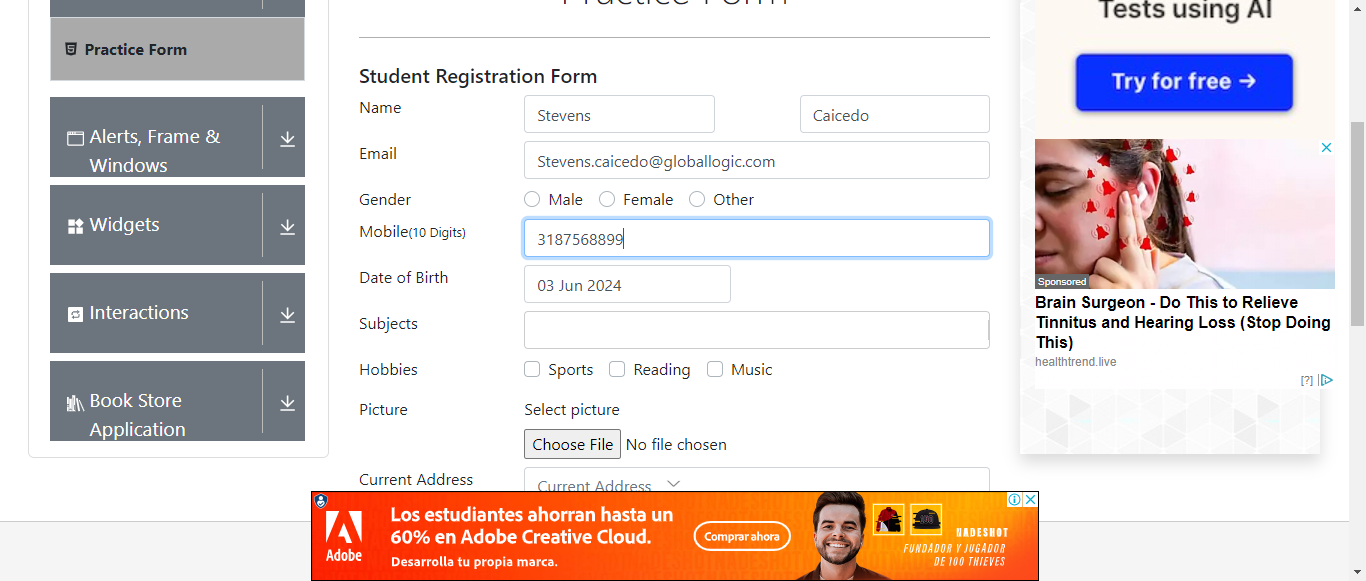 Practice Form
Practice Form
Alerts, Frame &
Windows
Widgets
Interactions
Book Store
Application
Student Registration Form
Name Stevens Caicedo
Email Stevens.caicedo@globallogic.com
Gender Male Female Other
Mobile(10 Digits) 3187568899
Date of Birth 03 Jun 2024
Subjects
Hobbies Sports Reading Music
Picture Select picture
Choose File No file chosen
Current Address Current Address
Tests using AI
Try for free →
Sponsored
Brain Surgeon - Do This to Relieve
Tinnitus and Hearing Loss (Stop Doing
This)
healthtrend.live
[?]
Adobe
Los estudiantes ahorran hasta un
60% en Adobe Creative Cloud.
Desarrolla tu propia marca.
Comprar ahora
NADESHOT
FUNDADOR Y JUGADOR
DE 100 THIEVES